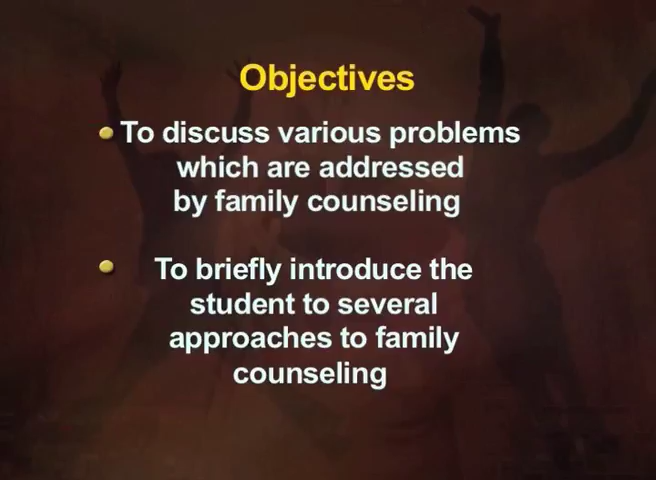 Objectives
To discuss various problems
which are addressed
by family counseling
To briefly introduce the
student to several
approaches to family
counseling